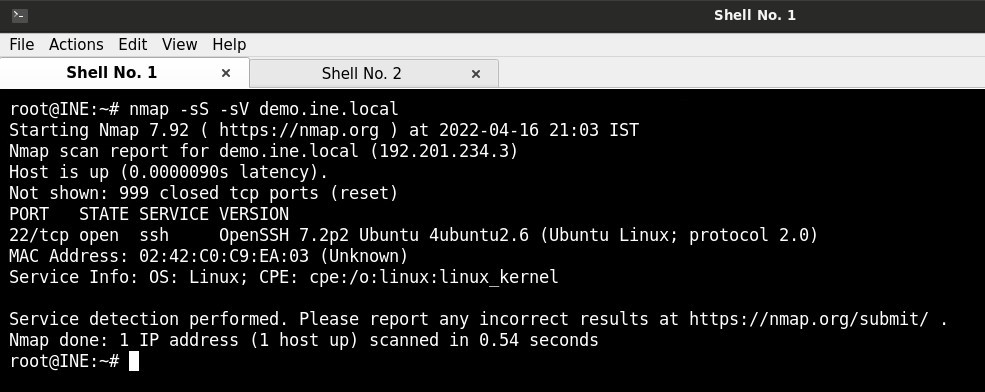 Shell No. 1
File Actions Edit View Help
Shell No. 1 × Shell No. 2 ×
root@INE:~# nmap -sS -sV demo.ine.local
Starting Nmap 7.92 ( https://nmap.org ) at 2022-04-16 21:03 IST
Nmap scan report for demo.ine.local (192.201.234.3)
Host is up (0.0000090s latency).
Not shown: 999 closed tcp ports (reset)
PORT   STATE SERVICE VERSION
22/tcp open  ssh     OpenSSH 7.2p2 Ubuntu 4ubuntu2.6 (Ubuntu Linux; protocol 2.0)
MAC Address: 02:42:C0:C9:EA:03 (Unknown)
Service Info: OS: Linux; CPE: cpe:/o:linux:linux_kernel
Service detection performed. Please report any incorrect results at https://nmap.org/submit/ .
Nmap done: 1 IP address (1 host up) scanned in 0.54 seconds
root@INE:~#